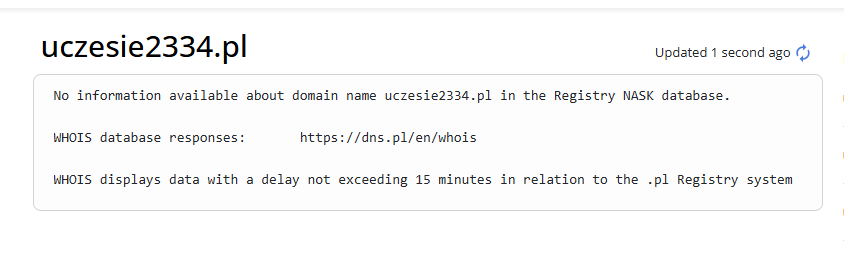 uczesie2334.pl
Updated 1 second ago
No information available about domain name uczesie2334.pl in the Registry NASK database.
WHOIS database responses: https://dns.pl/en/whois
WHOIS displays data with a delay not exceeding 15 minutes in relation to the .pl Registry system